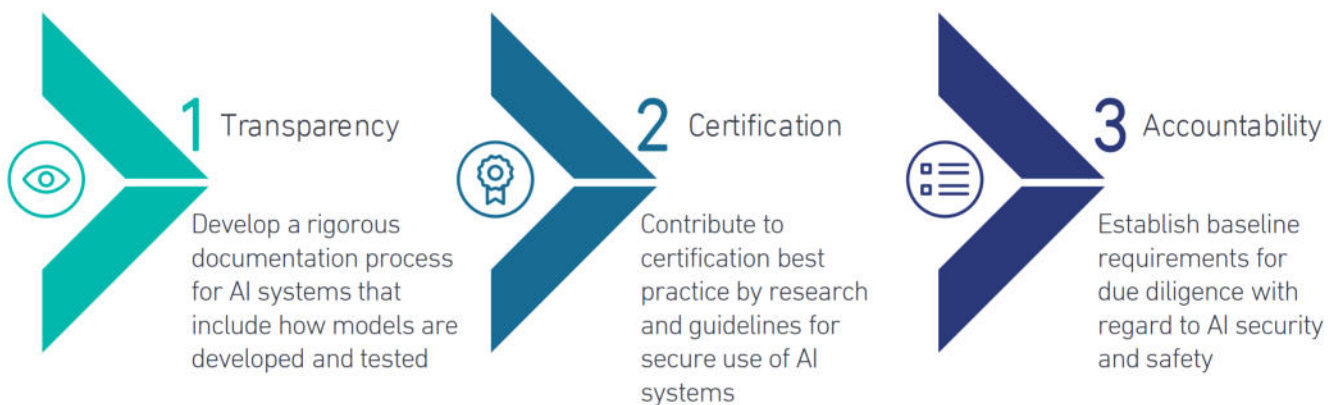 1 Transparency
Develop a rigorous
documentation process
for AI systems that
include how models are
developed and tested
2 Certification
Contribute to
certification best
practice by research
and guidelines for
secure use of AI
systems
3 Accountability
Establish baseline
requirements for
due diligence with
regard to AI security
and safety